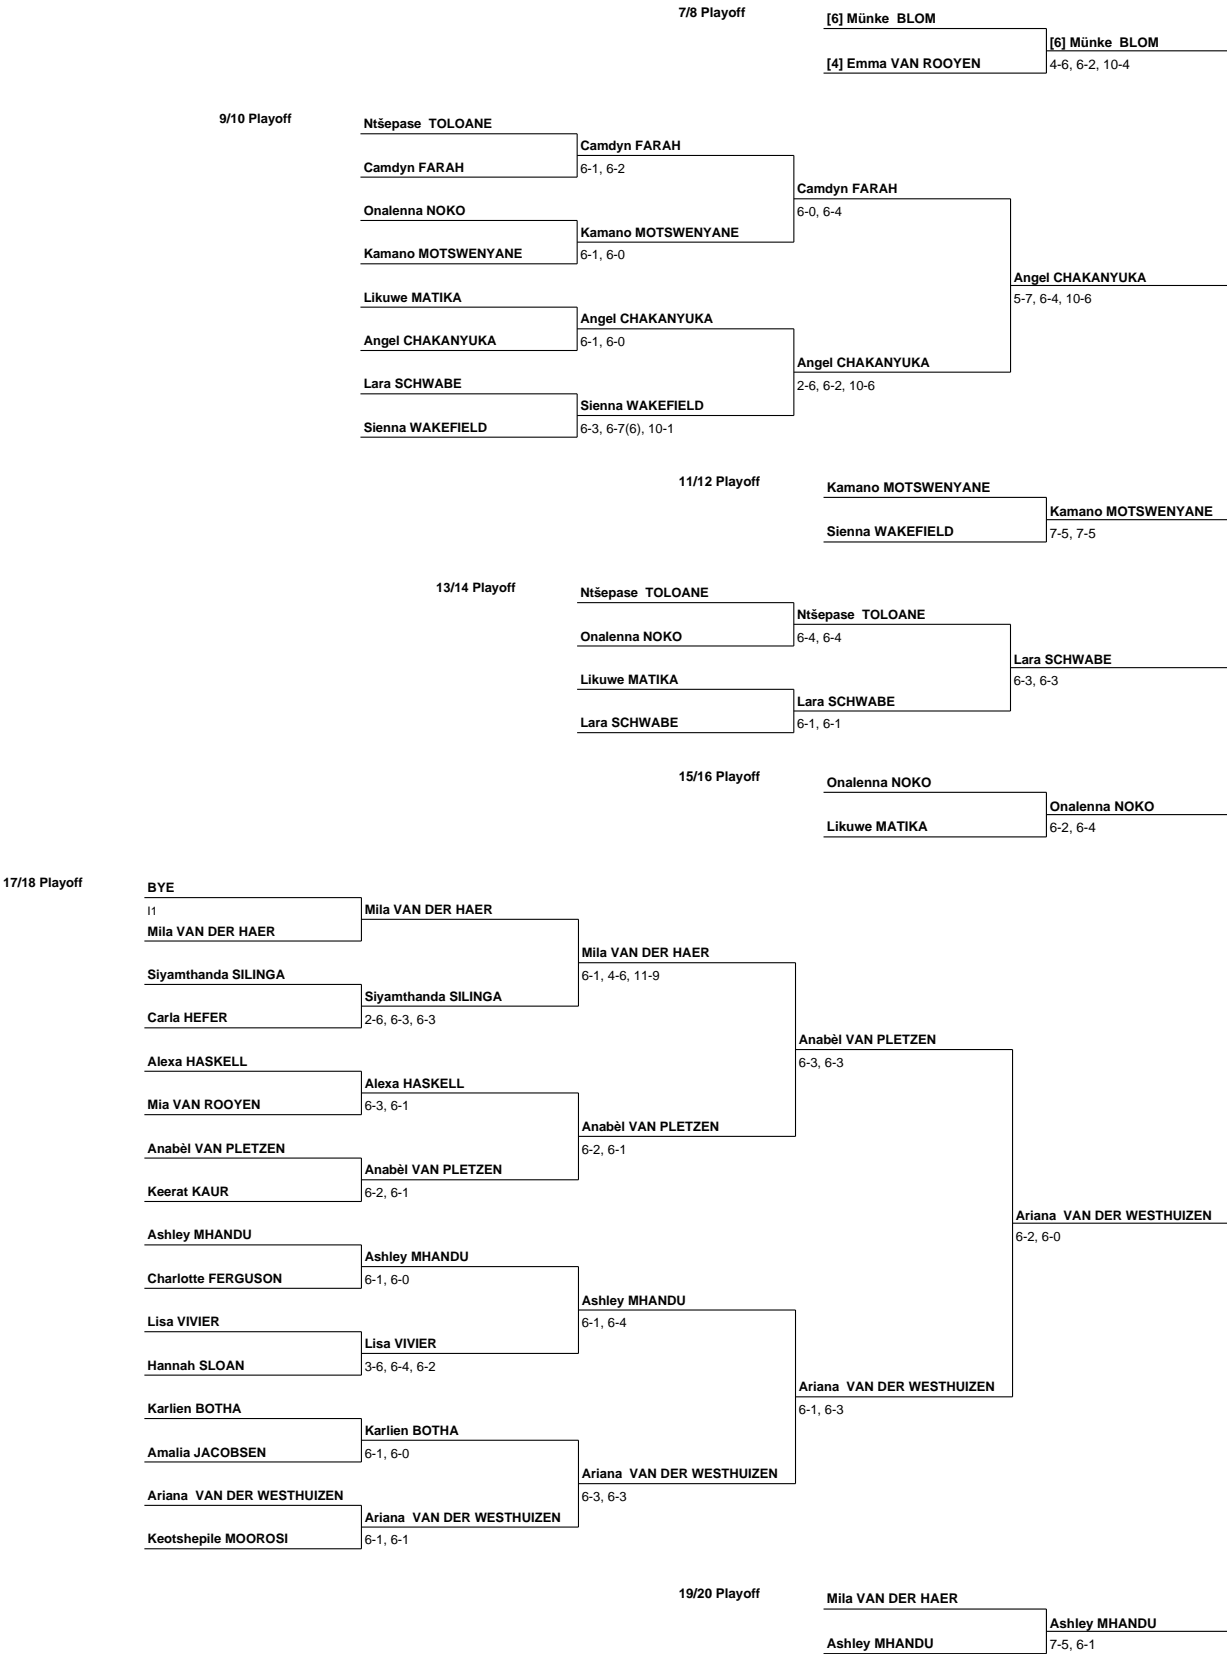 7/8 Playoff
[6] Münke BLOM
[6] Münke BLOM
[4] Emma VAN ROOYEN
4-6, 6-2, 10-4
9/10 Playoff
Ntšepase TOLOANE
Camdyn FARAH
Camdyn FARAH
6-1, 6-2
Camdyn FARAH
Onalenna NOKO
6-0, 6-4
Kamano MOTSWENYANE
Kamano MOTSWENYANE
6-1, 6-0
Angel CHAKANYUKA
Likuwe MATIKA
5-7, 6-4, 10-6
Angel CHAKANYUKA
Angel CHAKANYUKA
6-1, 6-0
Angel CHAKANYUKA
Lara SCHWABE
2-6, 6-2, 10-6
Sienna WAKEFIELD
Sienna WAKEFIELD
6-3, 6-7(6), 10-1
11/12 Playoff
Kamano MOTSWENYANE
Kamano MOTSWENYANE
Sienna WAKEFIELD
7-5, 7-5
13/14 Playoff
Ntšepase TOLOANE
Ntšepase TOLOANE
Onalenna NOKO
6-4, 6-4
Lara SCHWABE
Likuwe MATIKA
6-3, 6-3
Lara SCHWABE
Lara SCHWABE
6-1, 6-1
15/16 Playoff
Onalenna NOKO
Onalenna NOKO
Likuwe MATIKA
6-2, 6-4
17/18 Playoff
BYE
I1
Mila VAN DER HAER
Mila VAN DER HAER
Mila VAN DER HAER
Siyamthanda SILINGA
6-1, 4-6, 11-9
Siyamthanda SILINGA
Carla HEFER
2-6, 6-3, 6-3
Anabèl VAN PLETZEN
Alexa HASKELL
6-3, 6-3
Alexa HASKELL
Mia VAN ROOYEN
6-3, 6-1
Anabèl VAN PLETZEN
Anabèl VAN PLETZEN
6-2, 6-1
Anabèl VAN PLETZEN
Keerat KAUR
6-2, 6-1
Ariana VAN DER WESTHUIZEN
Ashley MHANDU
6-2, 6-0
Ashley MHANDU
Charlotte FERGUSON
6-1, 6-0
Ashley MHANDU
Lisa VIVIER
6-1, 6-4
Lisa VIVIER
Hannah SLOAN
3-6, 6-4, 6-2
Ariana VAN DER WESTHUIZEN
Karlien BOTHA
6-1, 6-3
Karlien BOTHA
Amalia JACOBSEN
6-1, 6-0
Ariana VAN DER WESTHUIZEN
Ariana VAN DER WESTHUIZEN
6-3, 6-3
Ariana VAN DER WESTHUIZEN
Keotshepile MOOROSI
6-1, 6-1
19/20 Playoff
Mila VAN DER HAER
Ashley MHANDU
Ashley MHANDU
7-5, 6-1